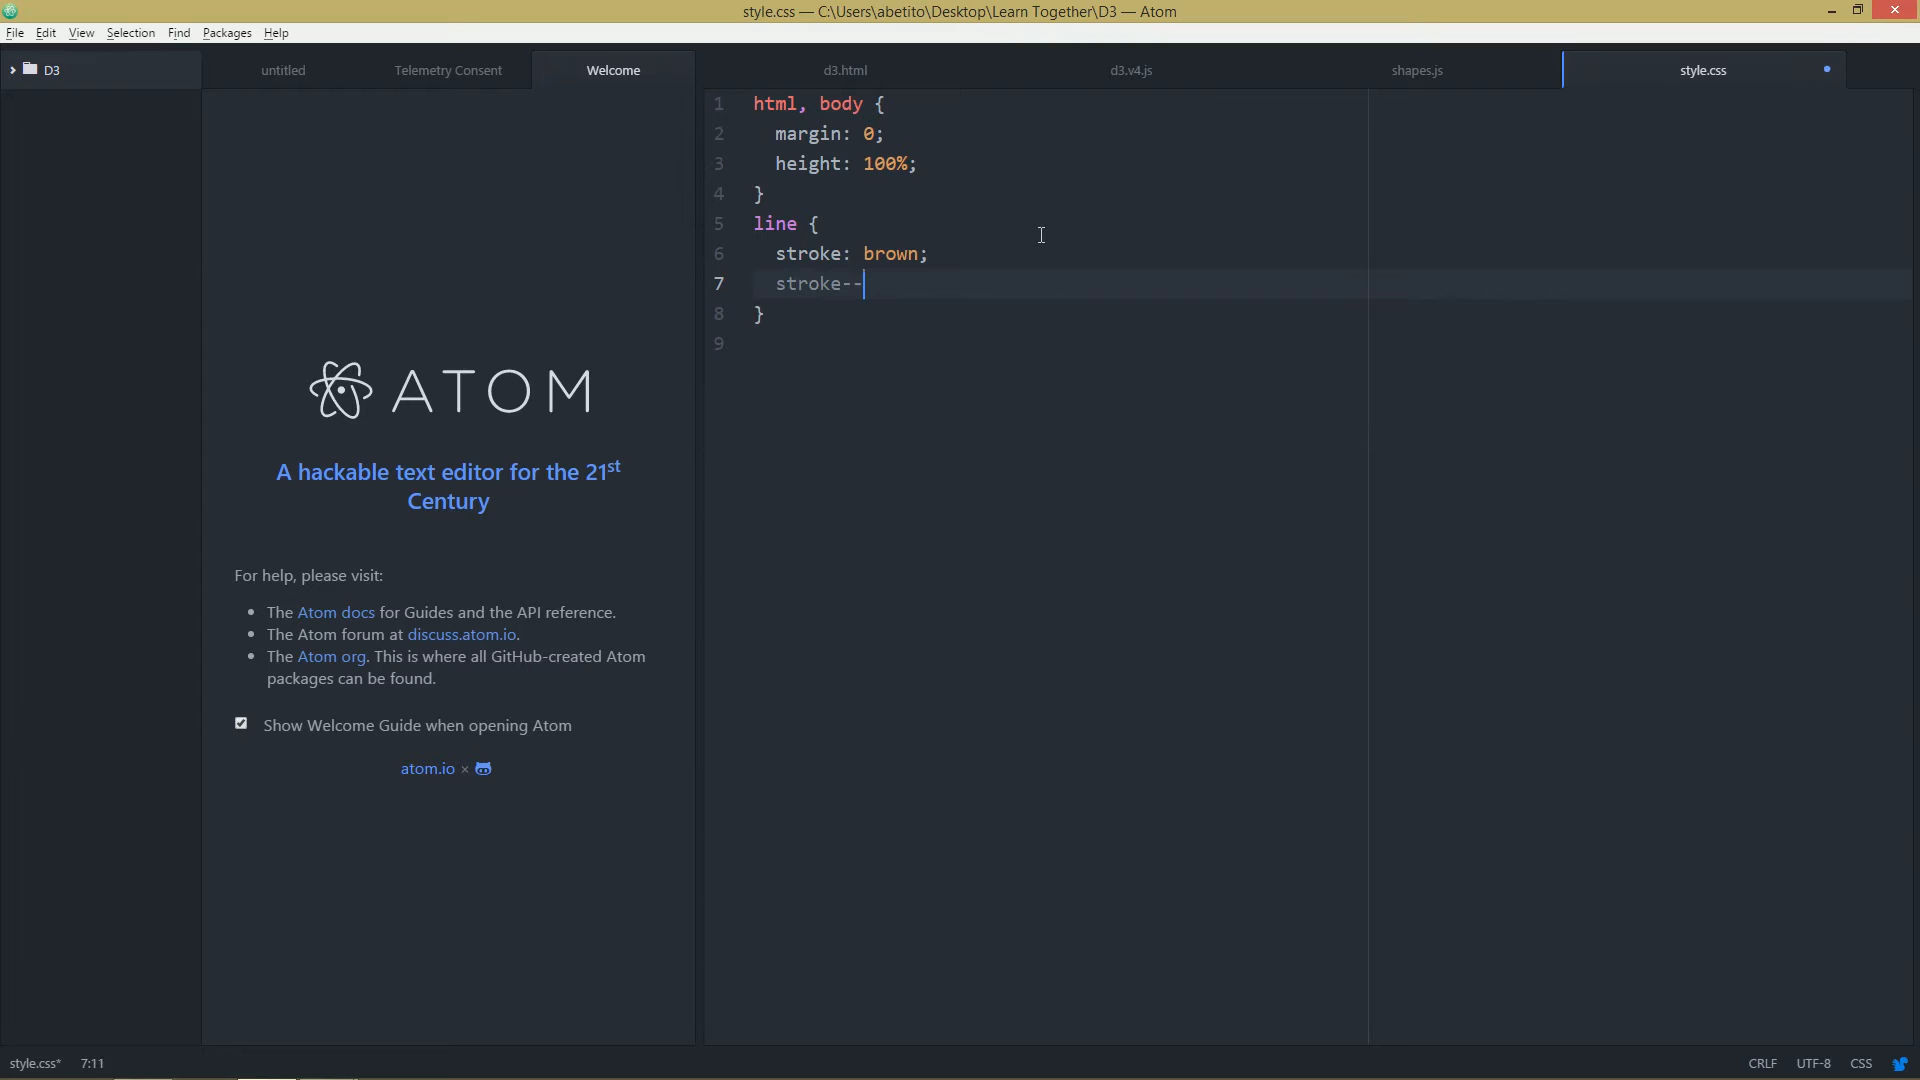 style.css — C:\Users\abetito\Desktop\Learn Together\D3 — Atom
File Edit View Selection Find Packages Help
D3
untitled Telemetry Consent Welcome
d3.html d3.v4.js shapes.js style.css
1 html, body {
2 margin: 0;
3 height: 100%;
4 }
5 line {
6 stroke: brown;
7 stroke--
8 }
9
ATOM
A hackable text editor for the 21st
Century
For help, please visit:
• The Atom docs for Guides and the API reference.
• The Atom forum at discuss.atom.io.
• The Atom org. This is where all GitHub-created Atom
packages can be found.
Show Welcome Guide when opening Atom
atom.io ×
style.css* 7:11
CRLF UTF-8 CSS